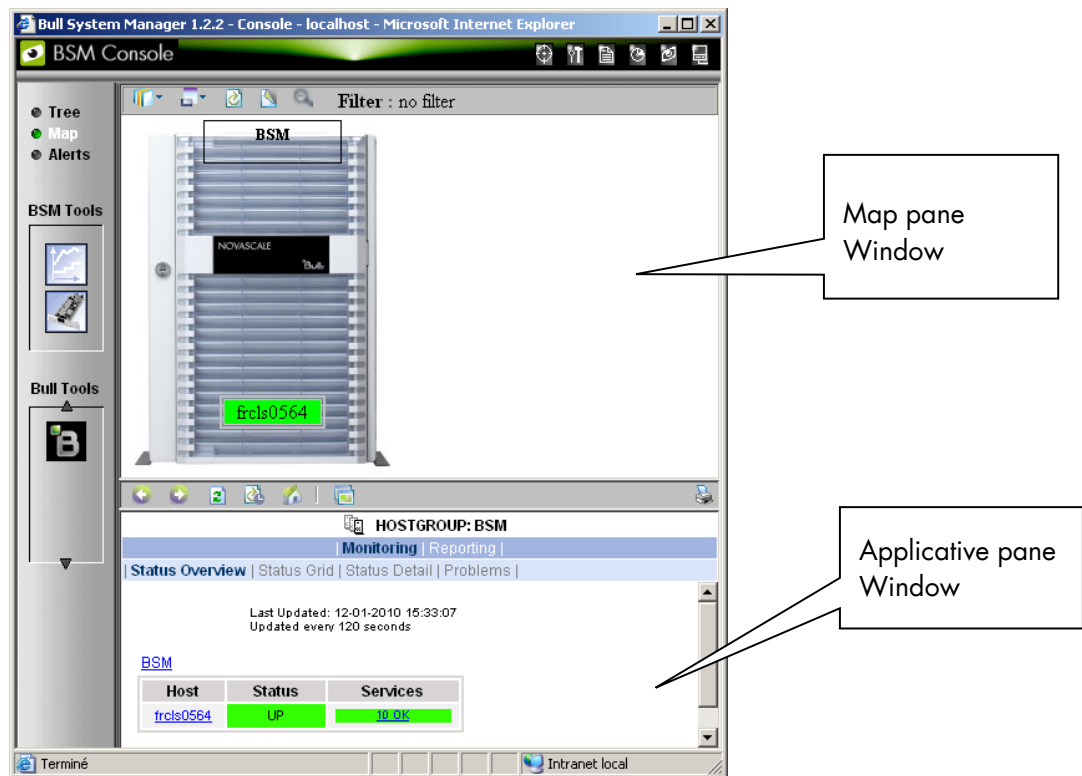 Bull System Manager 1.2.2 - Console - localhost - Microsoft Internet Explorer
BSM Console
Tree
Map
Alerts
Filter : no filter
BSM
BSM Tools
NOVASCALE
Bull
frcls0564
Bull Tools
B
Map pane
Window
HOSTGROUP: BSM
| Monitoring | Reporting |
| Status Overview | Status Grid | Status Detail | Problems |
Last Updated: 12-01-2010 15:33:07
Updated every 120 seconds
BSM
Host Status Services
frcls0564 UP 10 OK
Applicative pane
Window
Terminé
Intranet local